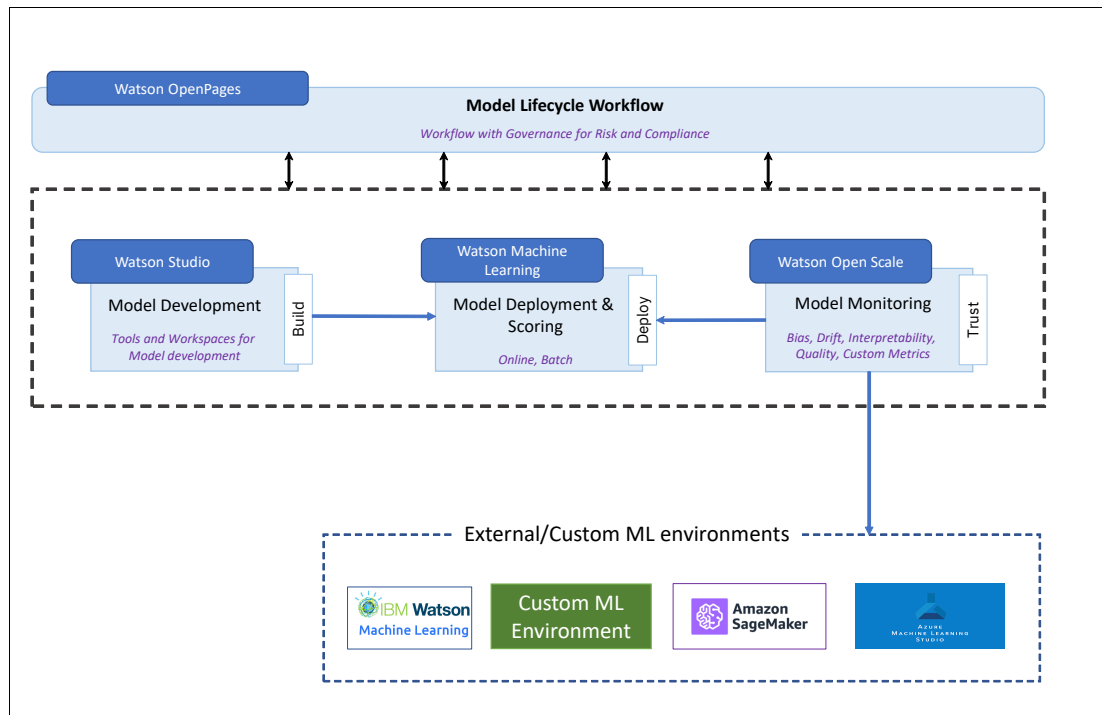 Watson OpenPages
Model Lifecycle Workflow
Workflow with Governance for Risk and Compliance
Watson Studio
Model Development
Tools and Workspaces for
Model development
Build
Watson Machine
Learning
Model Deployment &
Scoring
Online, Batch
Deploy
Watson Open Scale
Model Monitoring
Bias, Drift, Interpretability,
Quality, Custom Metrics
Trust
External/Custom ML environments
IBM Watson
Machine Learning
Custom ML
Environment
Amazon
SageMaker
AZURE
MACHINE LEARNING
STUDIO